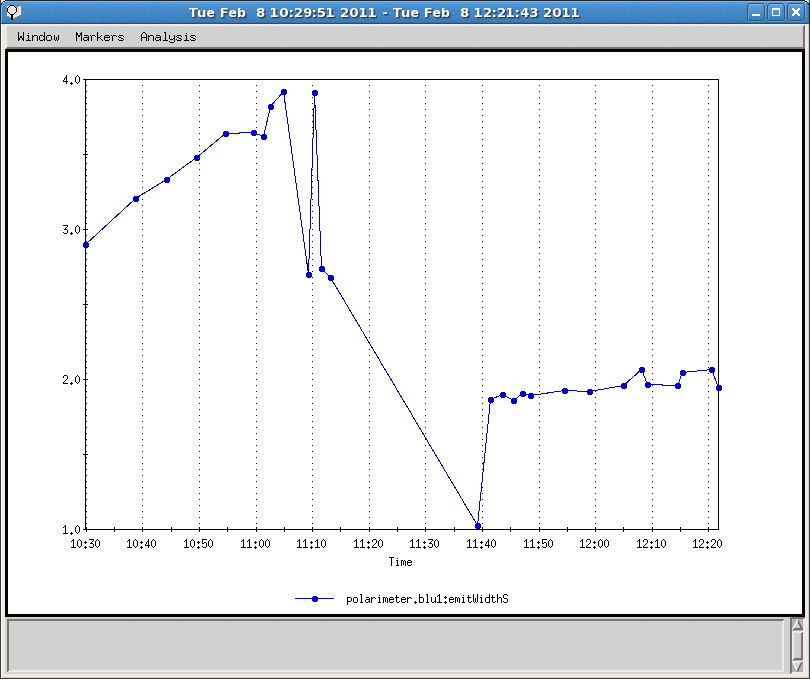 Tue Feb  8 10:29:51 2011 - Tue Feb  8 12:21:43 2011
Window Markers Analysis
4.0
3.0
2.0
1.0
10:30 10:40 10:50 11:00 11:10 11:20 11:30 11:40 11:50 12:00 12:10 12:20
Time
polarimeter.blu1:emitWidthS